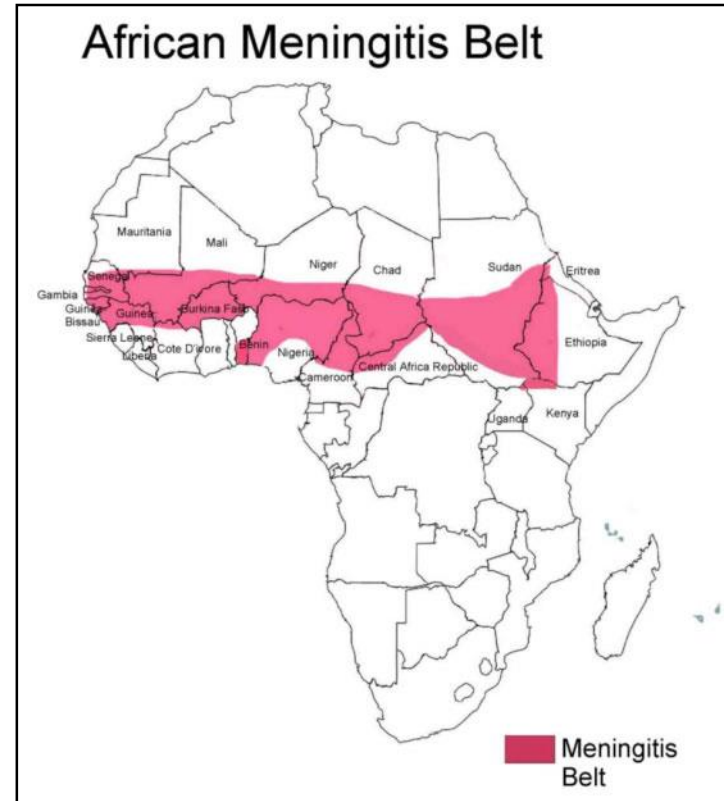 African Meningitis Belt
Mauritania
Mali
Niger
Chad
Sudan
Eritrea
Senegal
Gambia
Guinea
Bissau
Guinea
Burkina Faso
Sierra Leone
Liberia
Cote D'ivore
Benin
Nigeria
Cameroon
Central Africa Republic
Ethiopia
Uganda
Kenya
Meningitis
Belt